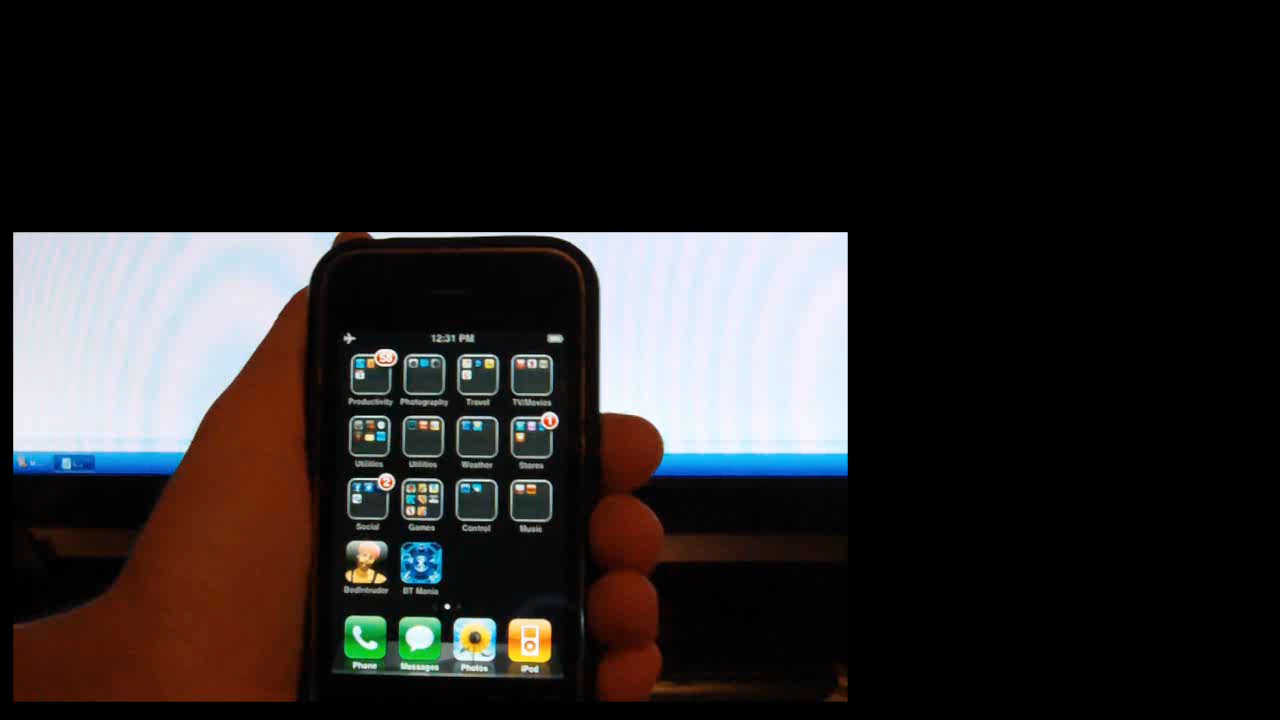 12:31 PM
58
Productivity Photography Travel TV/Movies
1
Utilities Utilities Weather Stores
2
Social Games Control Music
BedIntruder BT Mania
Phone Messages Photos iPod